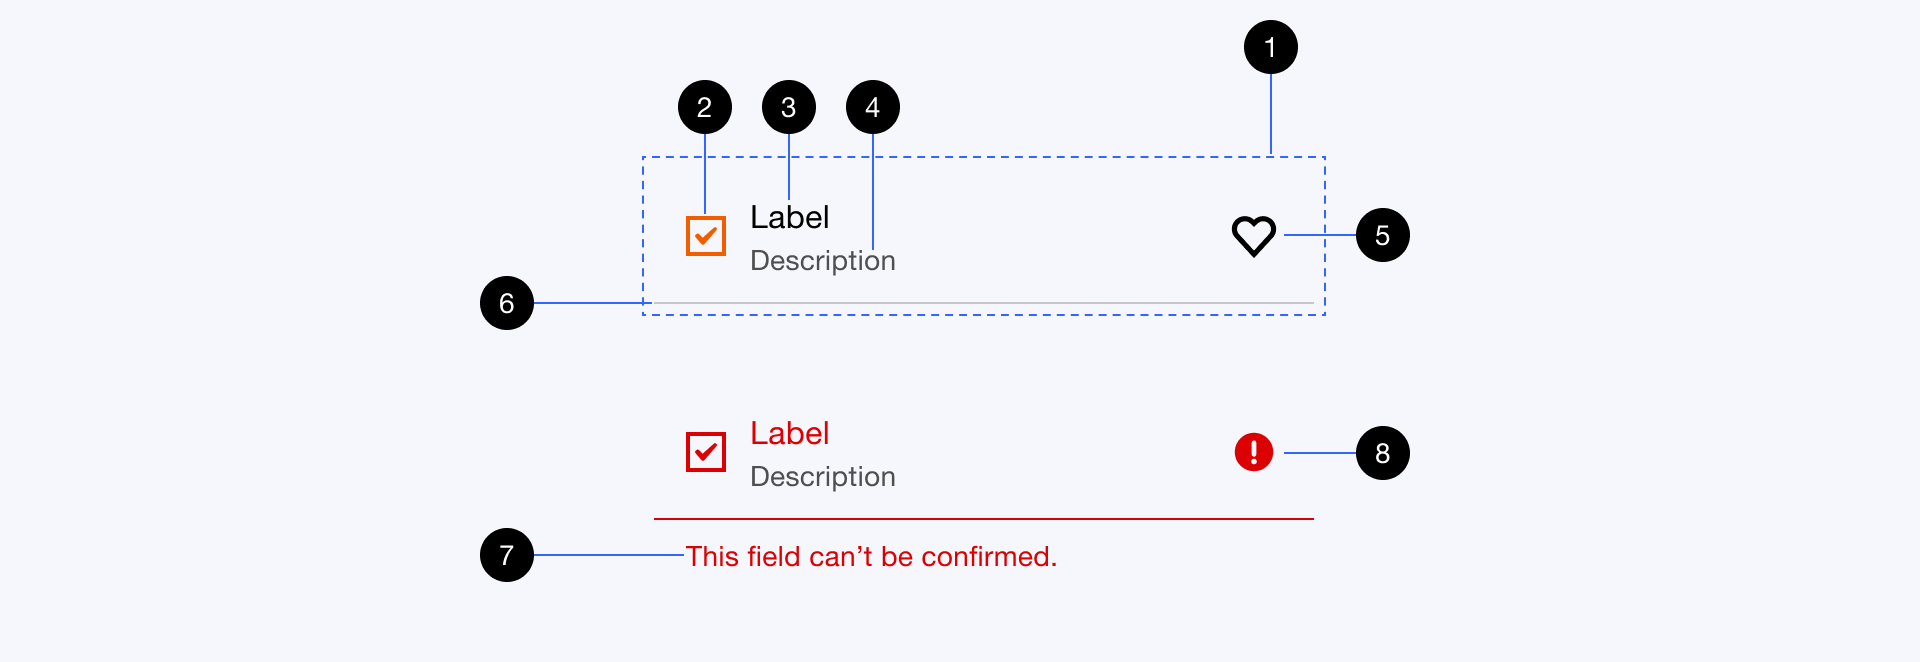 1
2 3 4
Label
Description
5
6
Label
Description
8
7
This field can’t be confirmed.